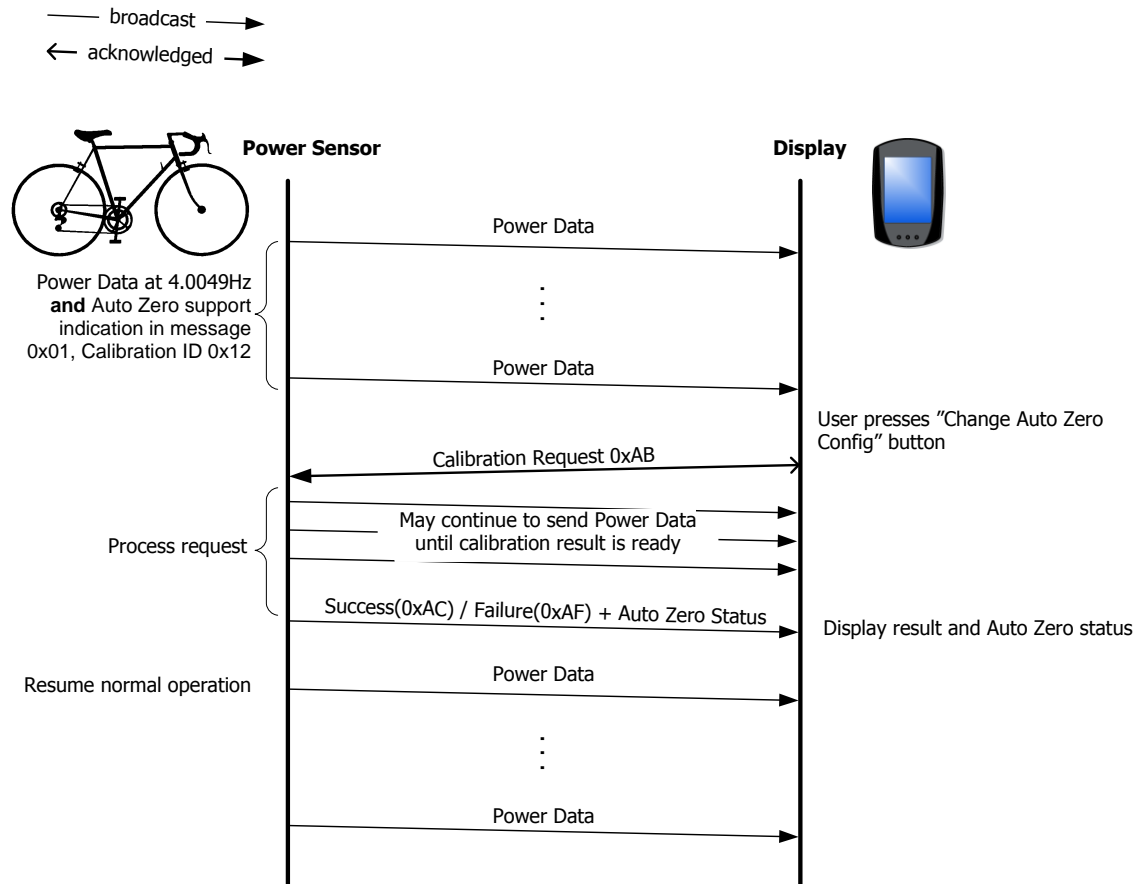 broadcast
acknowledged
Power Sensor
Display
Power Data
Power Data at 4.0049Hz
and Auto Zero support
indication in message
0x01, Calibration ID 0x12
Power Data
User presses ”Change Auto Zero
Config” button
Calibration Request 0xAB
May continue to send Power Data
until calibration result is ready
Process request
Success(0xAC) / Failure(0xAF) + Auto Zero Status
Display result and Auto Zero status
Resume normal operation
Power Data
Power Data